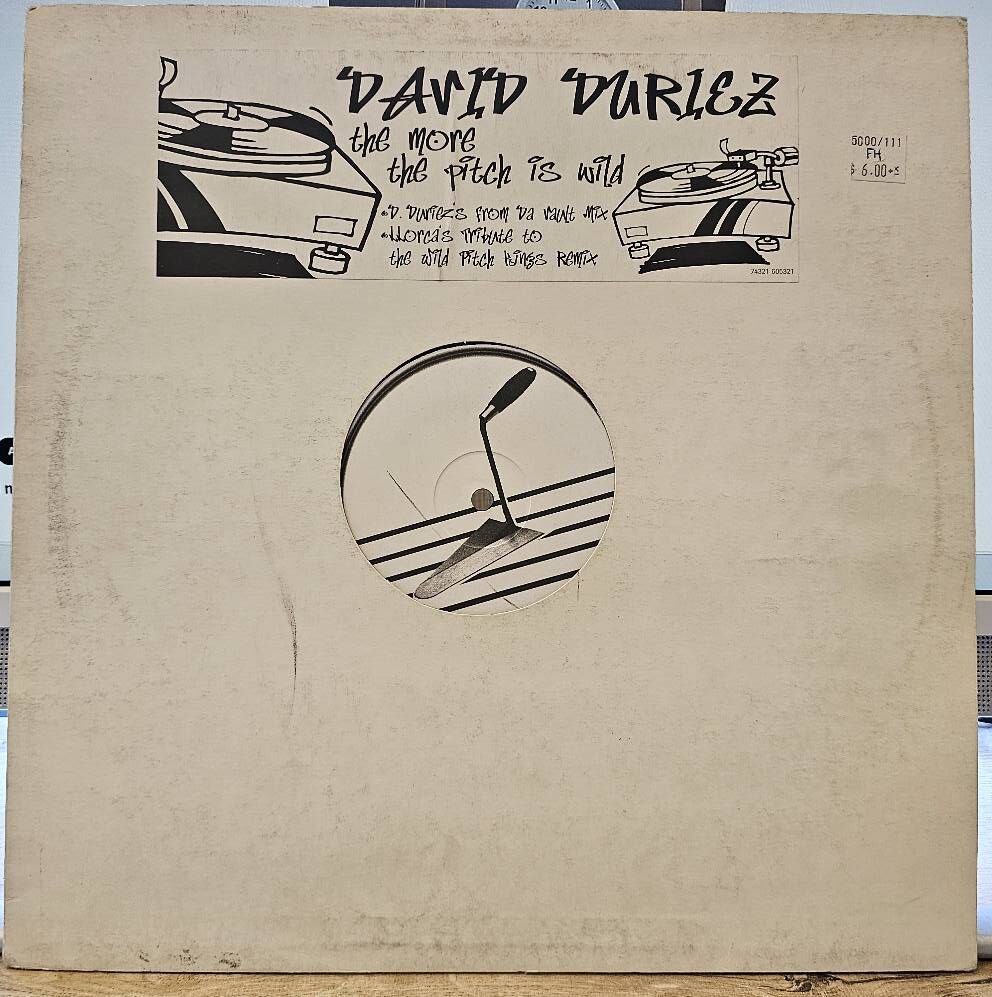 DAVID DURIEZ
the more
the pitch is wild
•D. Duriez's from Da vault mix
•Llorca's Tribute to
the Wild Pitch Kings Remix
74321 605321
5000/111
FH
$ 6.00